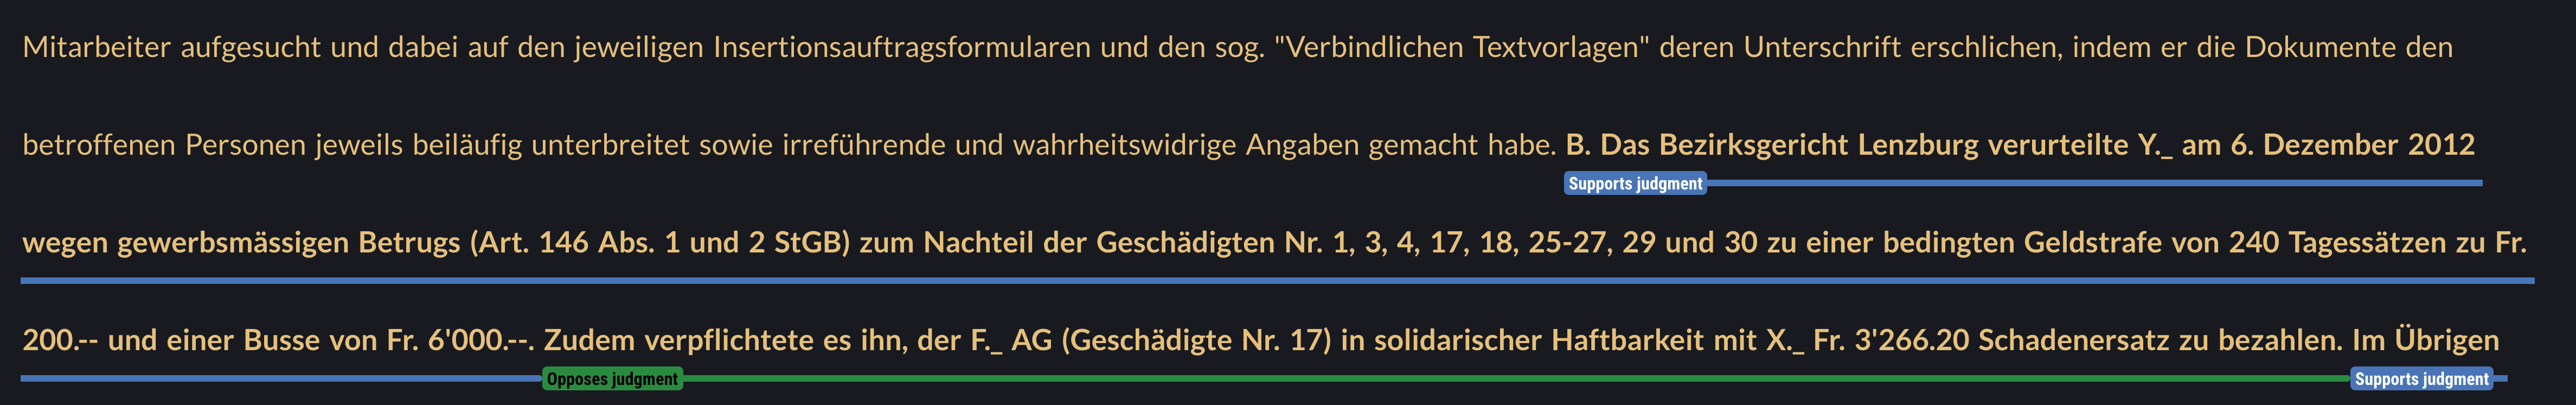 Mitarbeiter aufgesucht und dabei auf den jeweiligen Insertionsauftragsformularen und den sog. "Verbindlichen Textvorlagen" deren Unterschrift erschlichen, indem er die Dokumente den
betroffenen Personen jeweils beiläufig unterbreitet sowie irreführende und wahrheitswidrige Angaben gemacht habe. B. Das Bezirksgericht Lenzburg verurteilte Y._ am 6. Dezember 2012
Supports judgment
wegen gewerbsmässigen Betrugs (Art. 146 Abs. 1 und 2 StGB) zum Nachteil der Geschädigten Nr. 1, 3, 4, 17, 18, 25-27, 29 und 30 zu einer bedingten Geldstrafe von 240 Tagessätzen zu Fr.
200.-- und einer Busse von Fr. 6'000.--. Zudem verpflichtete es ihn, der F._ AG (Geschädigte Nr. 17) in solidarischer Haftbarkeit mit X._ Fr. 3'266.20 Schadenersatz zu bezahlen. Im Übrigen
Opposes judgment Supports judgment